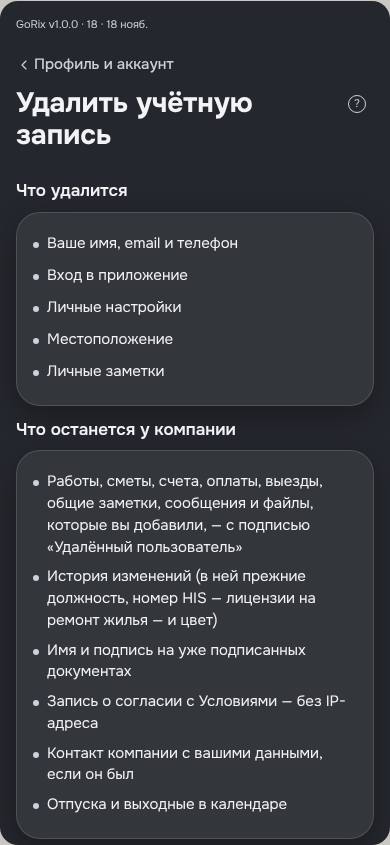 GoRix v1.0.0 · 18 · 18 нояб.
Профиль и аккаунт
Удалить учётную
запись
?
Что удалится
Ваше имя, email и телефон
Вход в приложение
Личные настройки
Местоположение
Личные заметки
Что останется у компании
Работы, сметы, счета, оплаты, выезды,
общие заметки, сообщения и файлы,
которые вы добавили, — с подписью
«Удалённый пользователь»
История изменений (в ней прежние
должность, номер HIS — лицензии на
ремонт жилья — и цвет)
Имя и подпись на уже подписанных
документах
Запись о согласии с Условиями — без IP-
адреса
Контакт компании с вашими данными,
если он был
Отпуска и выходные в календаре